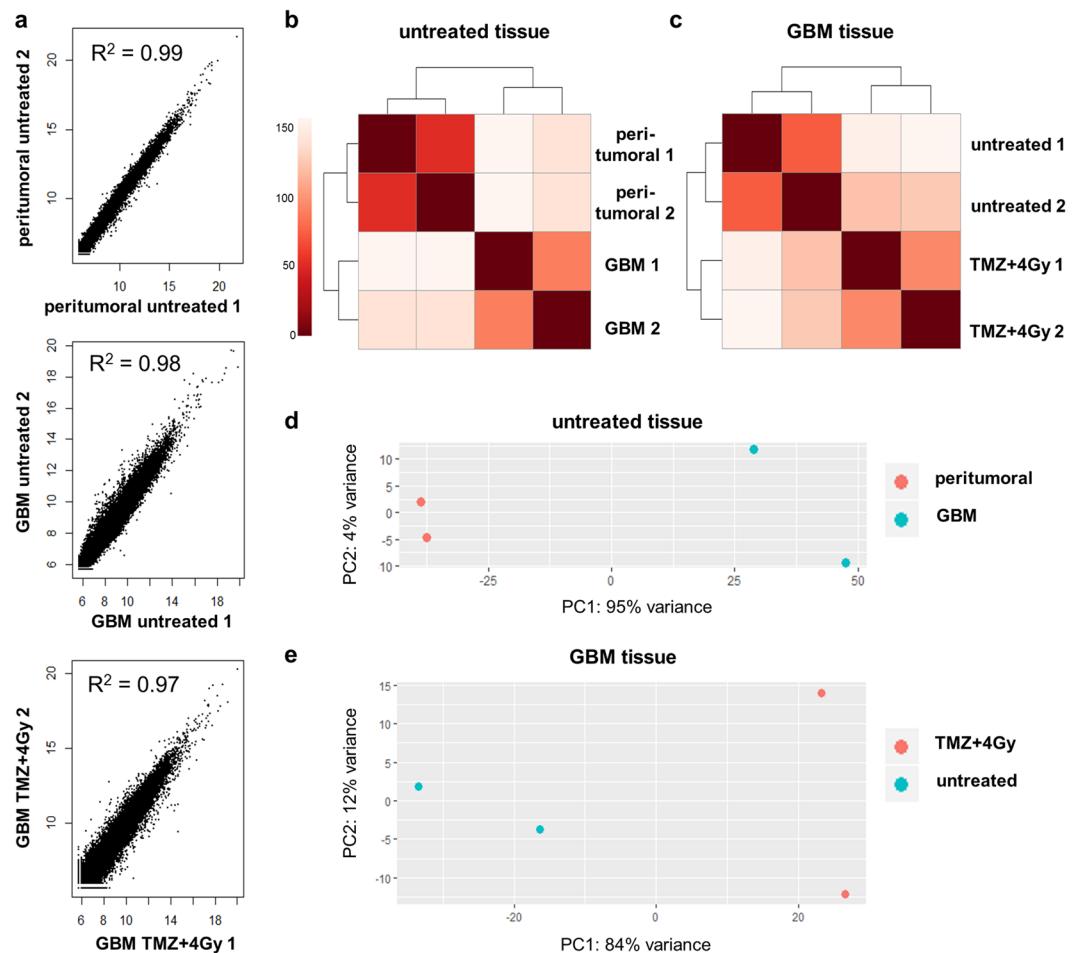 a
R² = 0.99
peritumoral untreated 2
20
15
10
10
15
20
peritumoral untreated 1
R² = 0.98
GBM untreated 2
20
18
16
14
12
10
8
6
6
8
10
14
18
GBM untreated 1
R² = 0.97
GBM TMZ+4Gy 2
20
15
10
6
8
10
14
18
GBM TMZ+4Gy 1
b
untreated tissue
150
100
50
0
peri-
tumoral 1
peri-
tumoral 2
GBM 1
GBM 2
c
GBM tissue
untreated 1
untreated 2
TMZ+4Gy 1
TMZ+4Gy 2
d
untreated tissue
PC2: 4% variance
10
5
0
-5
10
-25
0
25
50
PC1: 95% variance
peritumoral
GBM
e
GBM tissue
PC2: 12% variance
15
10
5
0
-5
-10
-20
0
20
PC1: 84% variance
TMZ+4Gy
untreated